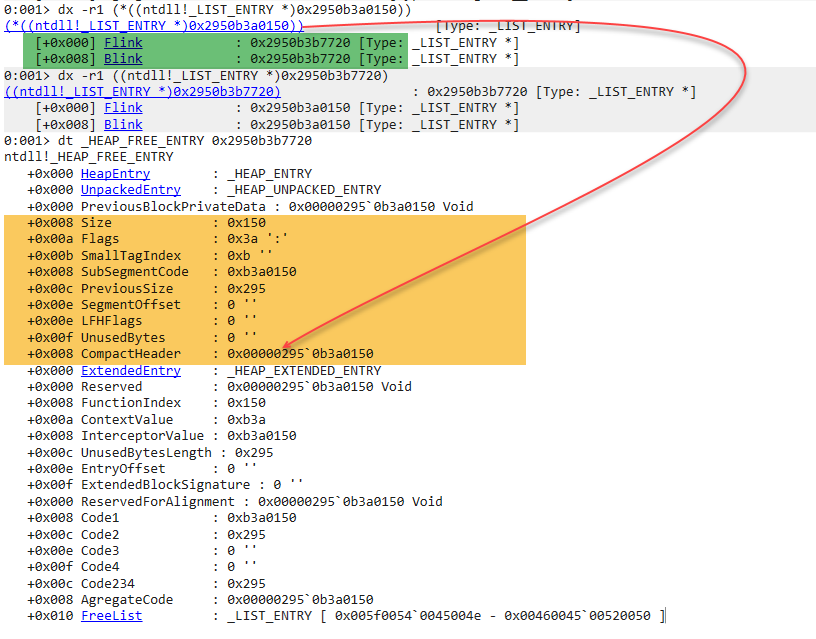 0:001> dx -r1 (*((ntdll!_LIST_ENTRY *)0x2950b3a0150))
(*((ntdll!_LIST_ENTRY *)0x2950b3a0150)) [Type: _LIST_ENTRY]
[+0x000] Flink : 0x2950b3b7720 [Type: _LIST_ENTRY *]
[+0x008] Blink : 0x2950b3b7720 [Type: _LIST_ENTRY *]
0:001> dx -r1 ((ntdll!_LIST_ENTRY *)0x2950b3b7720)
((ntdll!_LIST_ENTRY *)0x2950b3b7720) : 0x2950b3b7720 [Type: _LIST_ENTRY *]
[+0x000] Flink : 0x2950b3a0150 [Type: _LIST_ENTRY *]
[+0x008] Blink : 0x2950b3a0150 [Type: _LIST_ENTRY *]
0:001> dt _HEAP_FREE_ENTRY 0x2950b3b7720
ntdll!_HEAP_FREE_ENTRY
+0x000 HeapEntry : _HEAP_ENTRY
+0x000 UnpackedEntry : _HEAP_UNPACKED_ENTRY
+0x000 PreviousBlockPrivateData : 0x00000295`0b3a0150 Void
+0x008 Size : 0x150
+0x00a Flags : 0x3a ':'
+0x00b SmallTagIndex : 0xb ''
+0x008 SubSegmentCode : 0xb3a0150
+0x00c PreviousSize : 0x295
+0x00e SegmentOffset : 0 ''
+0x00e LFHFlags : 0 ''
+0x00f UnusedBytes : 0 ''
+0x008 CompactHeader : 0x00000295`0b3a0150
+0x000 ExtendedEntry : _HEAP_EXTENDED_ENTRY
+0x000 Reserved : 0x00000295`0b3a0150 Void
+0x008 FunctionIndex : 0x150
+0x00a ContextValue : 0xb3a
+0x008 InterceptorValue : 0xb3a0150
+0x00c UnusedBytesLength : 0x295
+0x00e EntryOffset : 0 ''
+0x00f ExtendedBlockSignature : 0 ''
+0x000 ReservedForAlignment : 0x00000295`0b3a0150 Void
+0x008 Code1 : 0xb3a0150
+0x00c Code2 : 0x295
+0x00e Code3 : 0 ''
+0x00f Code4 : 0 ''
+0x00c Code234 : 0x295
+0x008 AgregateCode : 0x00000295`0b3a0150
+0x010 FreeList : _LIST_ENTRY [ 0x005f0054`0045004e - 0x00460045`00520050 ]